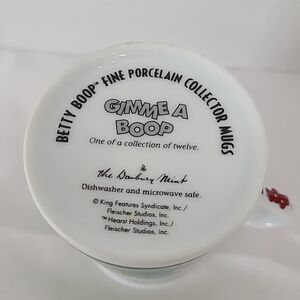 BETTY BOOP™ FINE PORCELAIN COLLECTOR MUGS
GIMME A
BOOP
One of a collection of twelve.
the Danbury Mint
Dishwasher and microwave safe.
© King Features Syndicate, Inc./
Fleischer Studios, Inc.
™ Hearst Holdings, Inc./
Fleischer Studios, Inc.